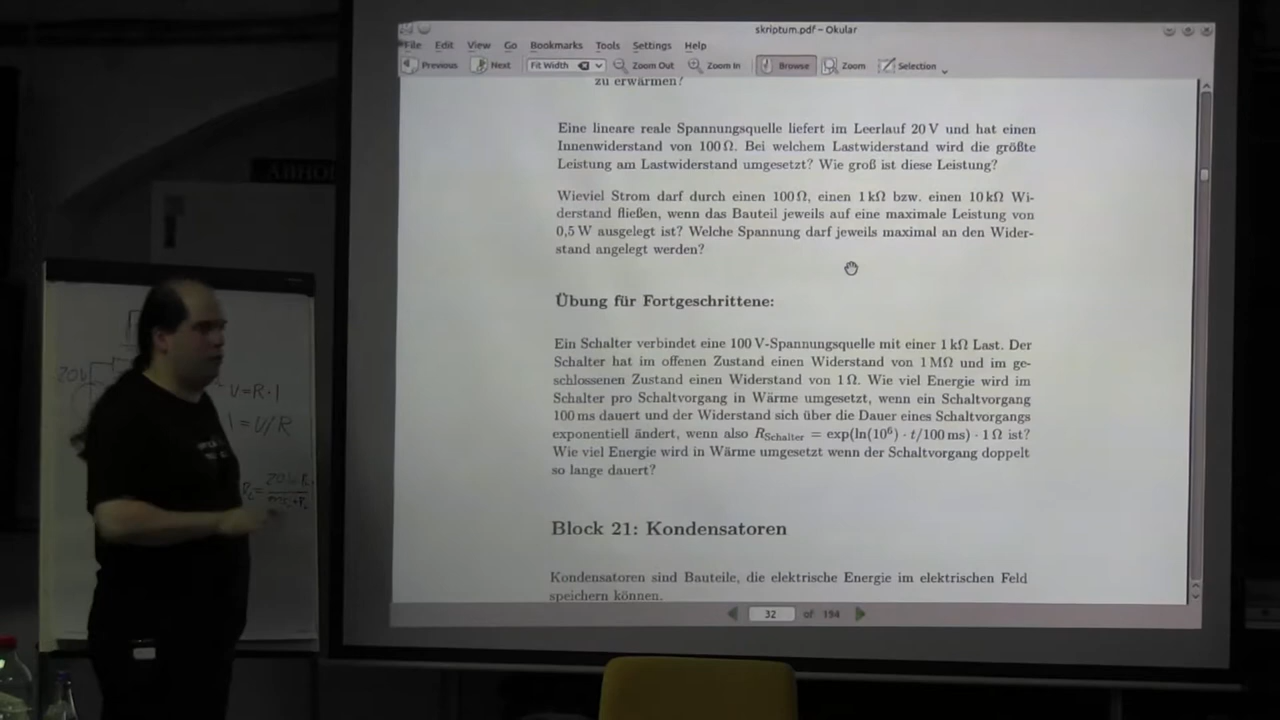 skriptum.pdf – Okular
File Edit View Go Bookmarks Tools Settings Help
Previous Next Fit Width Zoom Out Zoom In Browse Zoom Selection
zu erwärmen?
Eine lineare reale Spannungsquelle liefert im Leerlauf 20 V und hat einen
Innenwiderstand von 100 Ω. Bei welchem Lastwiderstand wird die größte
Leistung am Lastwiderstand umgesetzt? Wie groß ist diese Leistung?
Wieviel Strom darf durch einen 100 Ω, einen 1 kΩ bzw. einen 10 kΩ Wi-
derstand fließen, wenn das Bauteil jeweils auf eine maximale Leistung von
0,5 W ausgelegt ist? Welche Spannung darf jeweils maximal an den Wider-
stand angelegt werden?
Übung für Fortgeschrittene:
Ein Schalter verbindet eine 100 V-Spannungsquelle mit einer 1 kΩ Last. Der
Schalter hat im offenen Zustand einen Widerstand von 1 MΩ und im ge-
schlossenen Zustand einen Widerstand von 1 Ω. Wie viel Energie wird im
Schalter pro Schaltvorgang in Wärme umgesetzt, wenn ein Schaltvorgang
100 ms dauert und der Widerstand sich über die Dauer eines Schaltvorgangs
exponentiell ändert, wenn also R_Schalter = exp(ln(10⁶) · t/100 ms) · 1 Ω ist?
Wie viel Energie wird in Wärme umgesetzt wenn der Schaltvorgang doppelt
so lange dauert?
Block 21: Kondensatoren
Kondensatoren sind Bauteile, die elektrische Energie im elektrischen Feld
speichern können.
32 of 194
20V
U=R·I
I=U/R